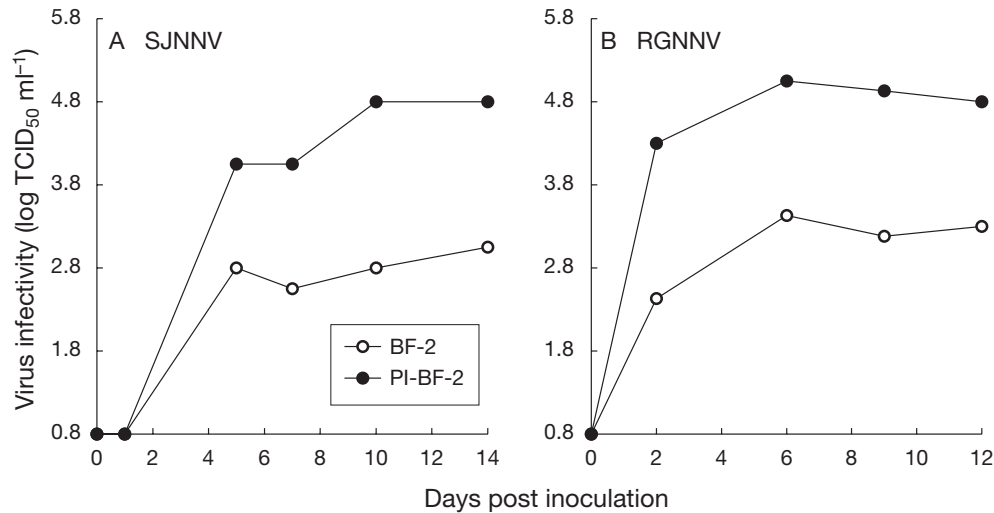 A SJNNV
B RGNNV
Virus infectivity (log TCID₅₀ ml⁻¹)
5.8
4.8
3.8
2.8
1.8
0.8
0 2 4 6 8 10 12 14
BF-2
PI-BF-2
5.8
4.8
3.8
2.8
1.8
0.8
0 2 4 6 8 10 12
Days post inoculation